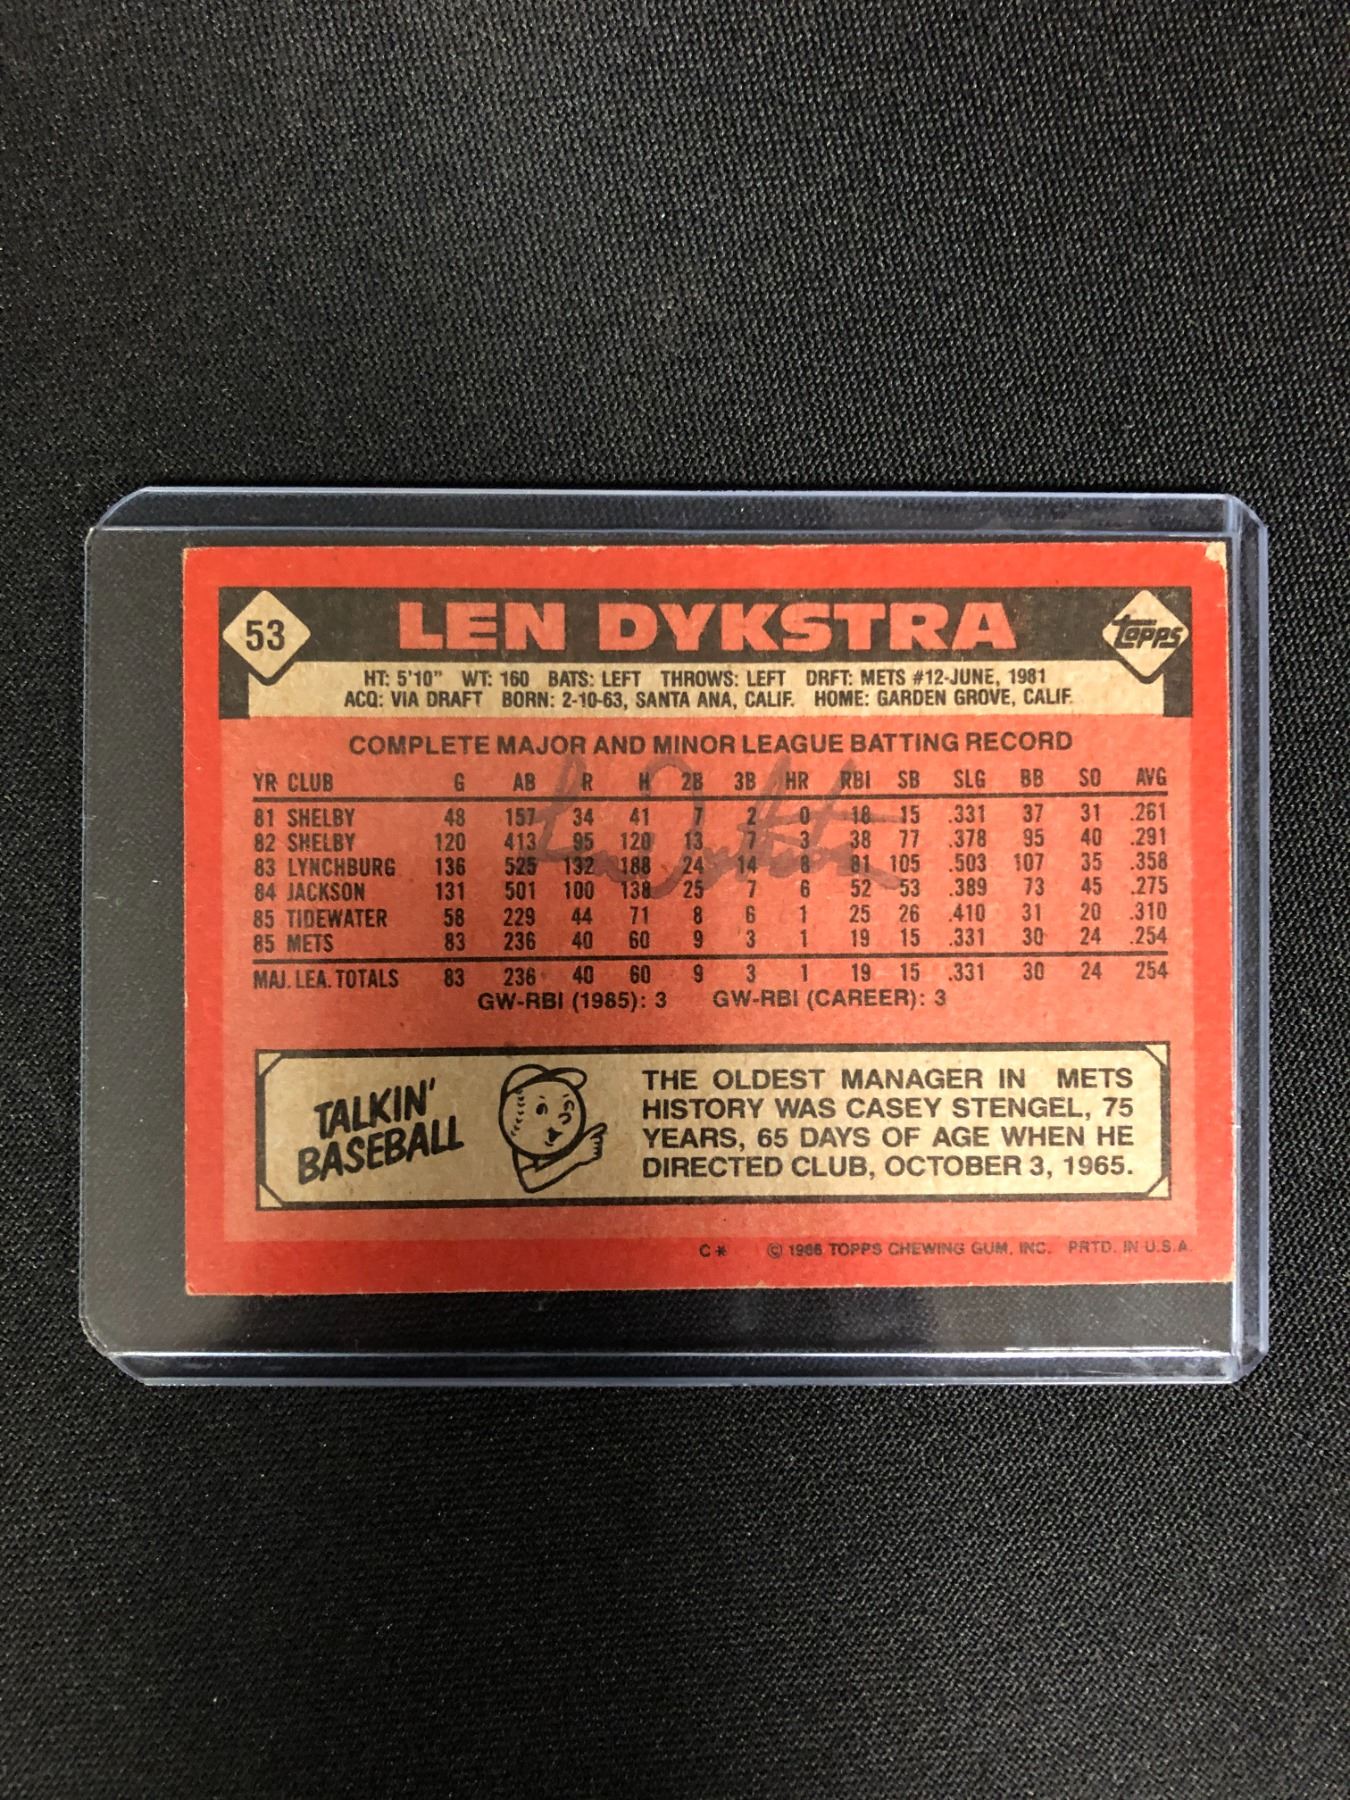 53 LEN DYKSTRA topps
HT: 5'10" WT: 160 BATS: LEFT THROWS: LEFT DRFT: METS #12-JUNE, 1981
ACQ: VIA DRAFT BORN: 2-10-63, SANTA ANA, CALIF. HOME: GARDEN GROVE, CALIF.
COMPLETE MAJOR AND MINOR LEAGUE BATTING RECORD
YR CLUB G AB R H 2B 3B HR RBI SB SLG BB SO AVG
81 SHELBY 48 157 34 41 7 2 0 18 15 .331 37 31 .261
82 SHELBY 120 413 95 120 13 7 3 38 77 .378 95 40 .291
83 LYNCHBURG 136 525 132 188 24 14 8 81 105 .503 107 35 .358
84 JACKSON 131 501 100 138 25 7 6 52 53 .389 73 45 .275
85 TIDEWATER 58 229 44 71 8 6 1 25 26 .410 31 20 .310
85 METS 83 236 40 60 9 3 1 19 15 .331 30 24 .254
MAJ. LEA. TOTALS 83 236 40 60 9 3 1 19 15 .331 30 24 254
GW-RBI (1985): 3 GW-RBI (CAREER): 3
Len Dykstra
TALKIN'
BASEBALL
THE OLDEST MANAGER IN METS
HISTORY WAS CASEY STENGEL, 75
YEARS, 65 DAYS OF AGE WHEN HE
DIRECTED CLUB, OCTOBER 3, 1965.
C* © 1986 TOPPS CHEWING GUM, INC. PRTD. IN U.S.A.